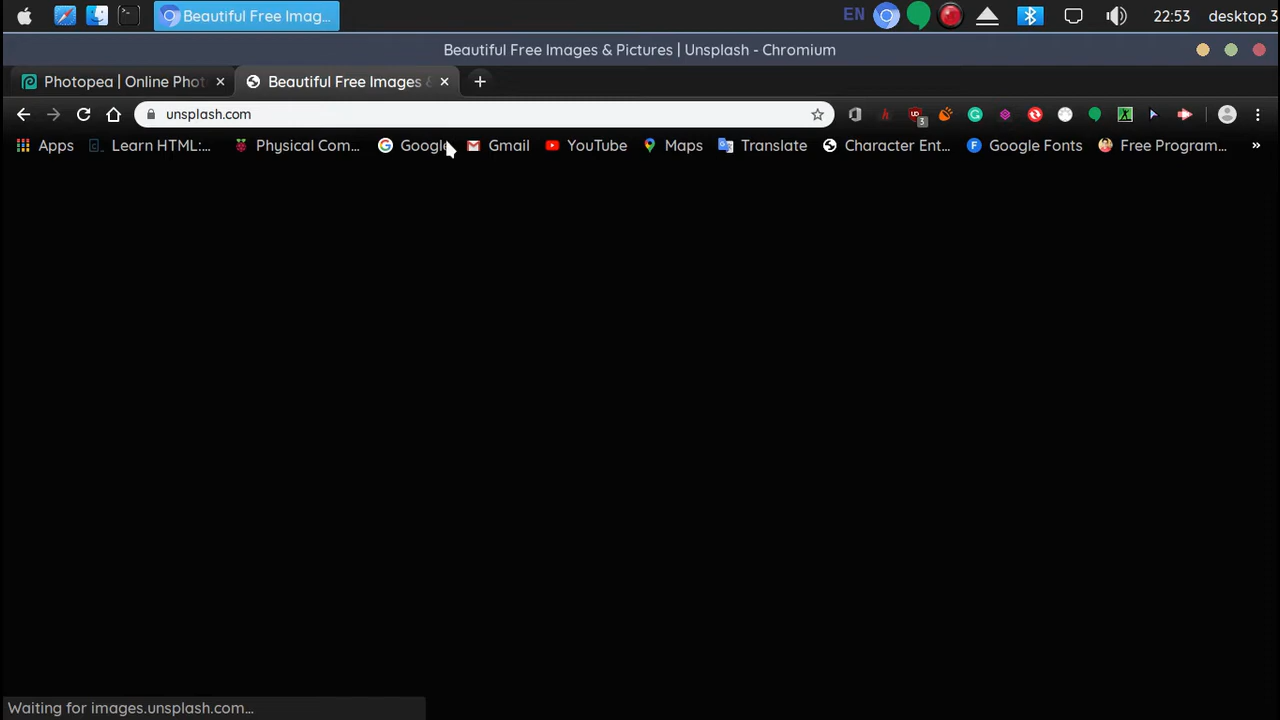 Beautiful Free Imag... EN 22:53 desktop 3
Beautiful Free Images & Pictures | Unsplash - Chromium
Photopea | Online Phot Beautiful Free Images &
unsplash.com
Apps Learn HTML:... Physical Com... Google Gmail YouTube Maps Translate Character Ent... Google Fonts Free Program... »
Waiting for images.unsplash.com...